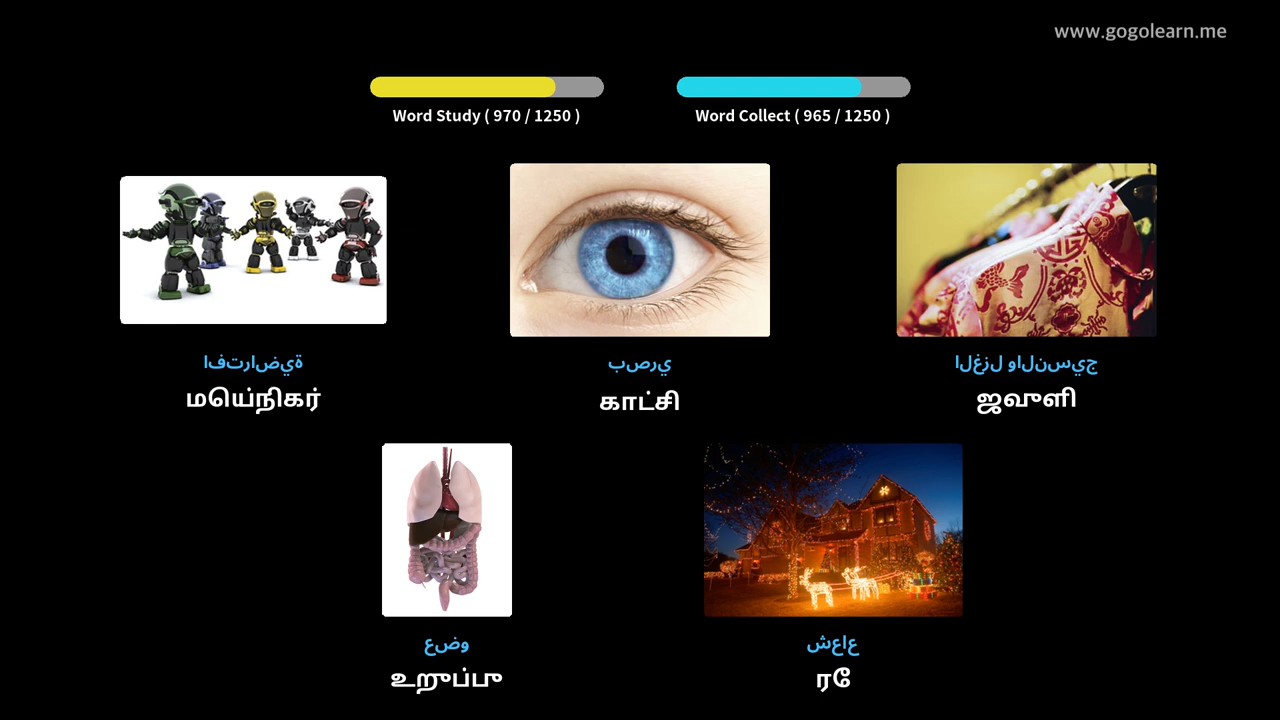 www.gogolearn.me
Word Study ( 970 / 1250 )
Word Collect ( 965 / 1250 )
افتراضية
மெய்நிகர்
بصري
காட்சி
الغزل والنسيج
ஜவுளி
عضو
உறுப்பு
شعاع
ரே